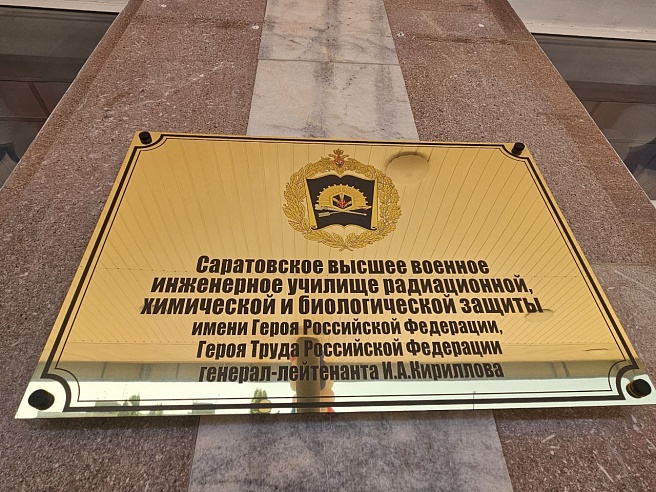 Саратовское высшее военное
инженерное училище радиационной,
химической и биологической защиты
имени Героя Российской Федерации,
Героя Труда Российской Федерации
генерал-лейтенанта И.А.Кириллова